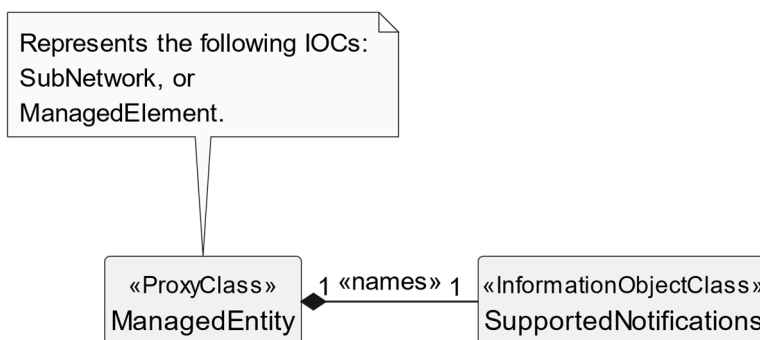 Represents the following IOCs:
SubNetwork, or
ManagedElement.
«ProxyClass»
ManagedEntity
1 «names» 1
«InformationObjectClass»
SupportedNotifications